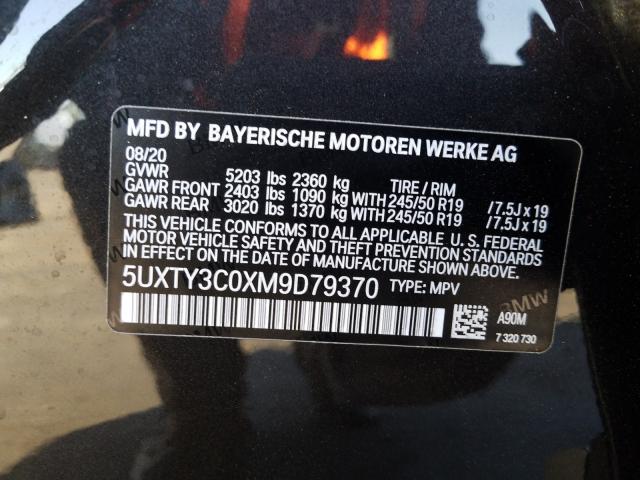 MFD BY BAYERISCHE MOTOREN WERKE AG
08/20
GVWR 5203 lbs 2360 kg TIRE / RIM
GAWR FRONT 2403 lbs 1090 kg WITH 245/50 R19 /7.5J x 19
GAWR REAR 3020 lbs 1370 kg WITH 245/50 R19 /7.5J x 19
THIS VEHICLE CONFORMS TO ALL APPLICABLE U. S. FEDERAL
MOTOR VEHICLE SAFETY AND THEFT PREVENTION STANDARDS
IN EFFECT ON THE DATE OF MANUFACTURE SHOWN ABOVE.
5UXTY3C0XM9D79370 TYPE: MPV
BMW
A90M
7 320 730